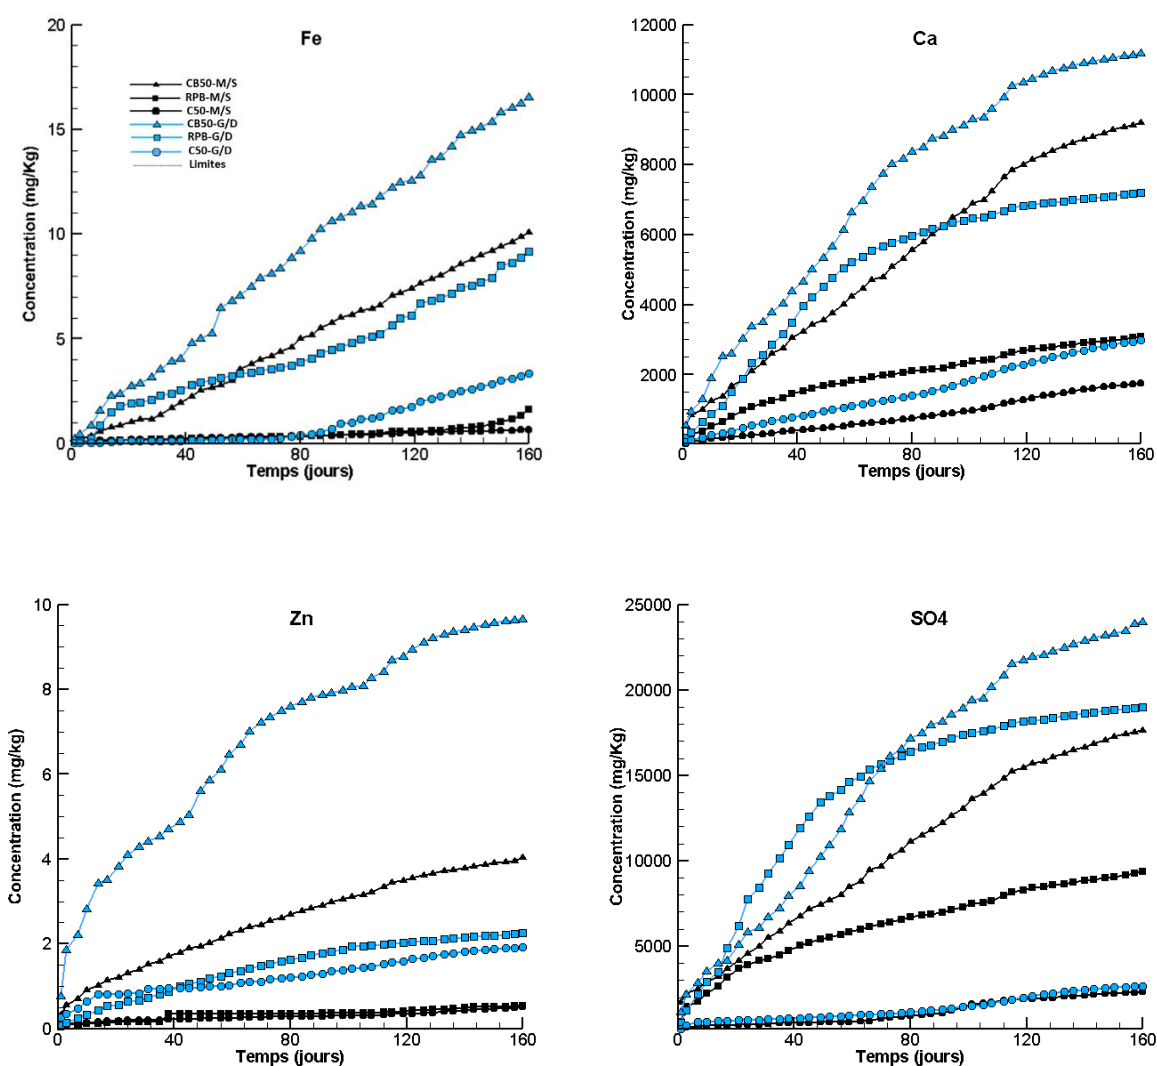 Fe
Concentration (mg/Kg)
20
15
10
5
0
0
40
80
120
160
Temps (jours)
CB50-M/S
RPB-M/S
C50-M/S
CB50-G/D
RPB-G/D
C50-G/D
Limites
Ca
Concentration (mg/Kg)
12000
10000
8000
6000
4000
2000
0
40
80
120
160
Temps (jours)
Zn
Concentration (mg/kg)
10
8
6
4
2
0
0
40
80
120
160
Temps (jours)
SO4
Concentration (mg/Kg)
25000
20000
15000
10000
5000
0
40
80
120
160
Temps (jours)